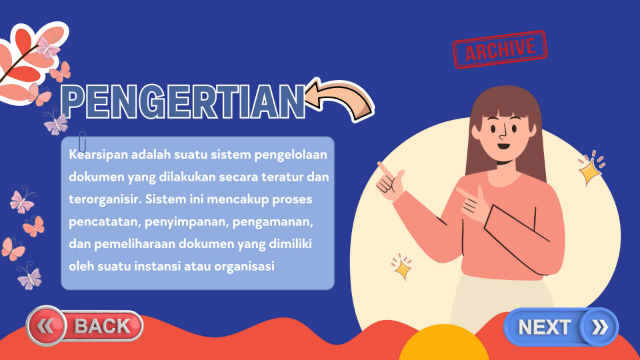 ARCHIVE
PENGERTIAN
Kearsipan adalah suatu sistem pengelolaan
dokumen yang dilakukan secara teratur dan
terorganisir. Sistem ini mencakup proses
pencatatan, penyimpanan, pengamanan,
dan pemeliharaan dokumen yang dimiliki
oleh suatu instansi atau organisasi
BACK
NEXT